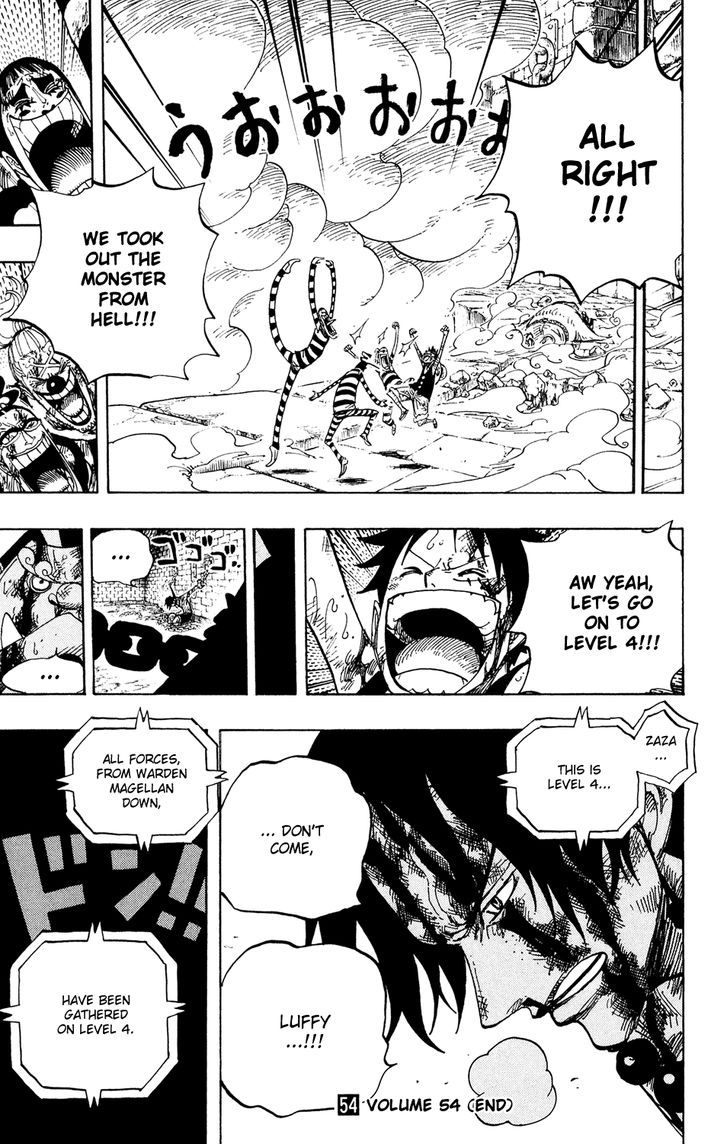 ALL
RIGHT
!!!
うおおおおお
WE TOOK
OUT THE
MONSTER
FROM
HELL!!!
AW YEAH,
LET'S GO
ON TO
LEVEL 4!!!
ゴゴゴ
...
...
ZAZA
...
THIS IS
LEVEL 4...
... DON'T
COME,
LUFFY
...!!!
ALL FORCES,
FROM WARDEN
MAGELLAN
DOWN,
ドン!!
HAVE BEEN
GATHERED
ON LEVEL 4.
54 VOLUME 54 (END)